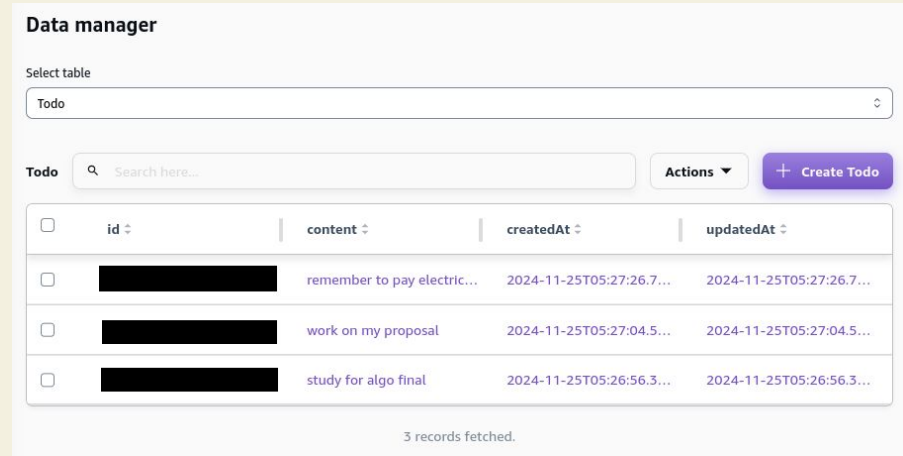 Data manager
Select table
Todo
Todo Search here... Actions Create Todo
id content createdAt updatedAt
remember to pay electric... 2024-11-25T05:27:26.7... 2024-11-25T05:27:26.7...
work on my proposal 2024-11-25T05:27:04.5... 2024-11-25T05:27:04.5...
study for algo final 2024-11-25T05:26:56.3... 2024-11-25T05:26:56.3...
3 records fetched.